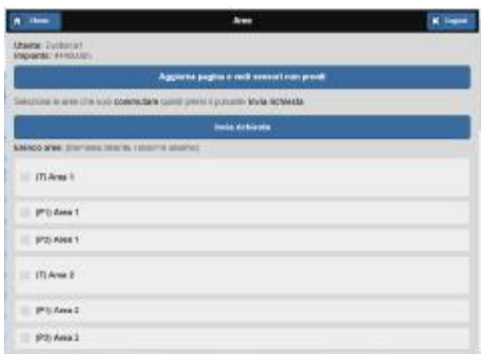 Home Aree Logout
Utente:
Impianto:
Aggiorna pagina e vedi sensori non pronti
Seleziona le aree che vuoi commutare quindi premi il pulsante Invia richiesta
Invia richiesta
Elenco aree:
(T) Area 1
(P1) Area 1
(P2) Area 1
(T) Area 2
(P1) Area 2
(P2) Area 2